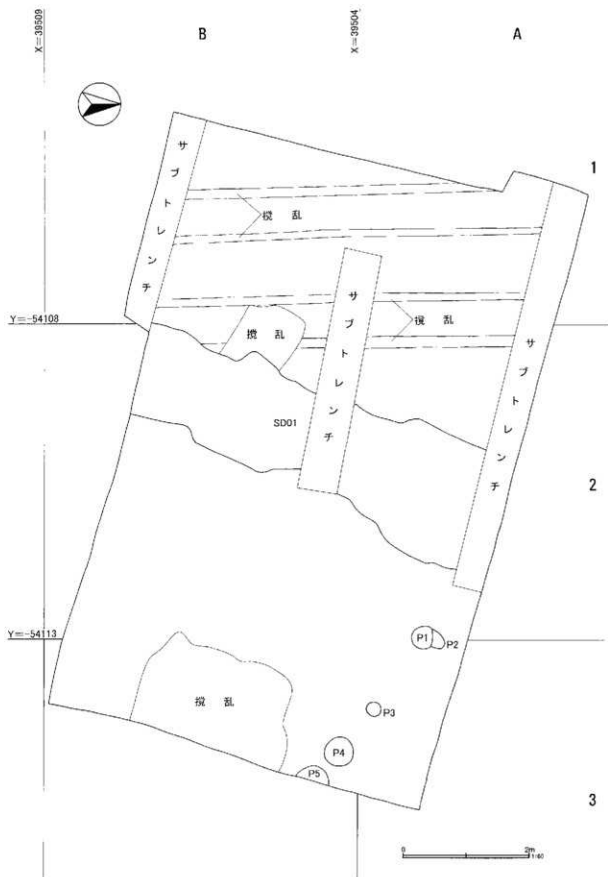 X=39509
B
X=39504
A
1
サブトレンチ
攪乱
サブトレンチ
攪乱
Y=-54108
攪乱
サブトレンチ
SD01
2
Y=-54113
P1
P2
攪乱
P3
P4
P5
3
0
2m
1:60